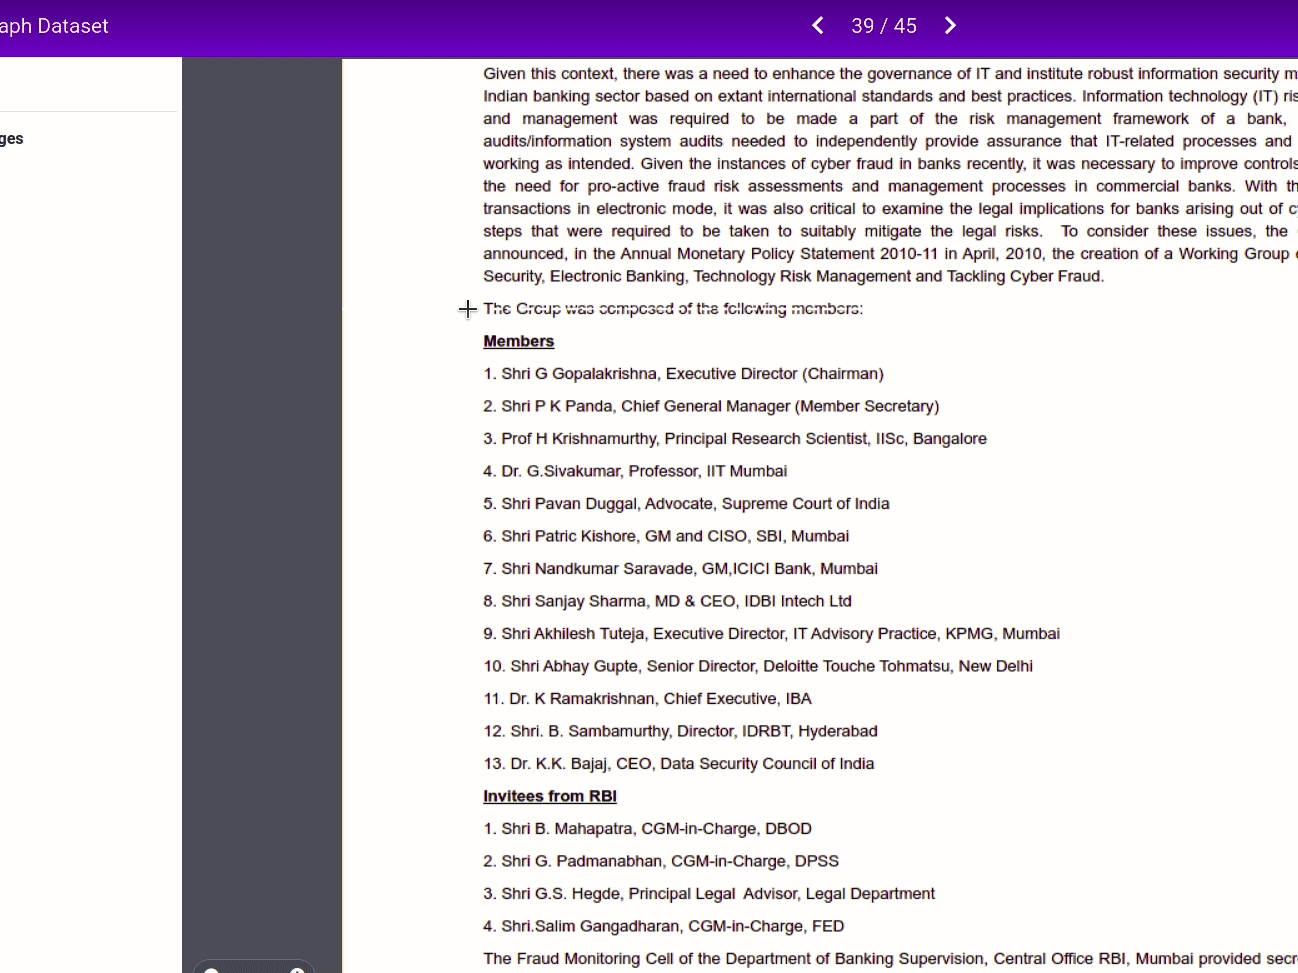 aph Dataset
39 / 45
ges
Given this context, there was a need to enhance the governance of IT and institute robust information security m
Indian banking sector based on extant international standards and best practices. Information technology (IT) ris
and management was required to be made a part of the risk management framework of a bank,
audits/information system audits needed to independently provide assurance that IT-related processes and
working as intended. Given the instances of cyber fraud in banks recently, it was necessary to improve controls
the need for pro-active fraud risk assessments and management processes in commercial banks. With th
transactions in electronic mode, it was also critical to examine the legal implications for banks arising out of cy
steps that were required to be taken to suitably mitigate the legal risks. To consider these issues, the
announced, in the Annual Monetary Policy Statement 2010-11 in April, 2010, the creation of a Working Group
Security, Electronic Banking, Technology Risk Management and Tackling Cyber Fraud.
The Group was composed of the following members:
Members
1. Shri G Gopalakrishna, Executive Director (Chairman)
2. Shri P K Panda, Chief General Manager (Member Secretary)
3. Prof H Krishnamurthy, Principal Research Scientist, IISc, Bangalore
4. Dr. G.Sivakumar, Professor, IIT Mumbai
5. Shri Pavan Duggal, Advocate, Supreme Court of India
6. Shri Patric Kishore, GM and CISO, SBI, Mumbai
7. Shri Nandkumar Saravade, GM,ICICI Bank, Mumbai
8. Shri Sanjay Sharma, MD & CEO, IDBI Intech Ltd
9. Shri Akhilesh Tuteja, Executive Director, IT Advisory Practice, KPMG, Mumbai
10. Shri Abhay Gupte, Senior Director, Deloitte Touche Tohmatsu, New Delhi
11. Dr. K Ramakrishnan, Chief Executive, IBA
12. Shri. B. Sambamurthy, Director, IDRBT, Hyderabad
13. Dr. K.K. Bajaj, CEO, Data Security Council of India
Invitees from RBI
1. Shri B. Mahapatra, CGM-in-Charge, DBOD
2. Shri G. Padmanabhan, CGM-in-Charge, DPSS
3. Shri G.S. Hegde, Principal Legal Advisor, Legal Department
4. Shri.Salim Gangadharan, CGM-in-Charge, FED
The Fraud Monitoring Cell of the Department of Banking Supervision, Central Office RBI, Mumbai provided secr